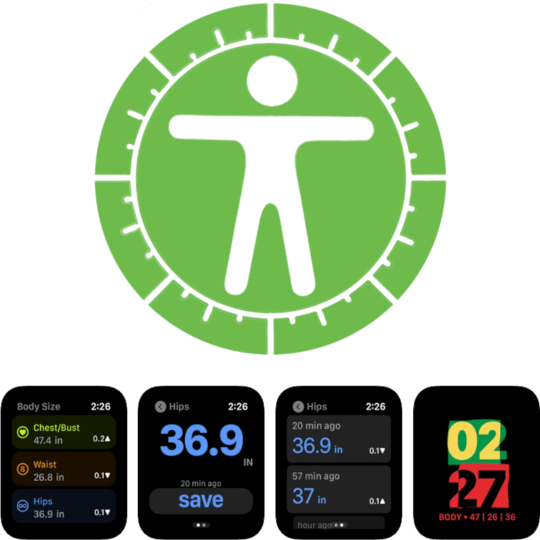 Body Size 2:26
Chest/Bust
47.4 in 0.2▲
Waist
26.8 in 0.1▼
Hips
36.9 in 0.1▼
Hips 2:26
36.9
IN
20 min ago
save
Hips 2:26
20 min ago
36.9 in 0.1▼
57 min ago
37 in 0.1▲
hour ago
02
27
BODY • 47 | 26 | 36